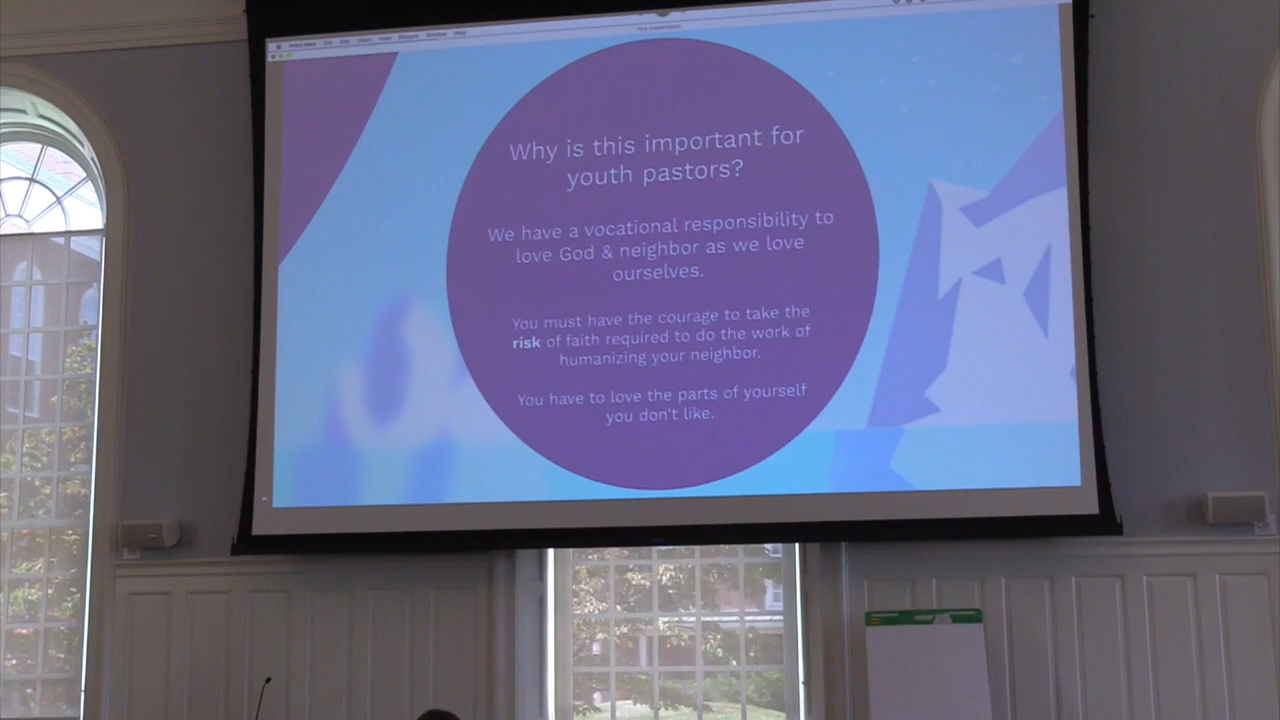 Why is this important for
youth pastors?
We have a vocational responsibility to
love God & neighbor as we love
ourselves.
You must have the courage to take the
risk of faith required to do the work of
humanizing your neighbor.
You have to love the parts of yourself
you don't like.